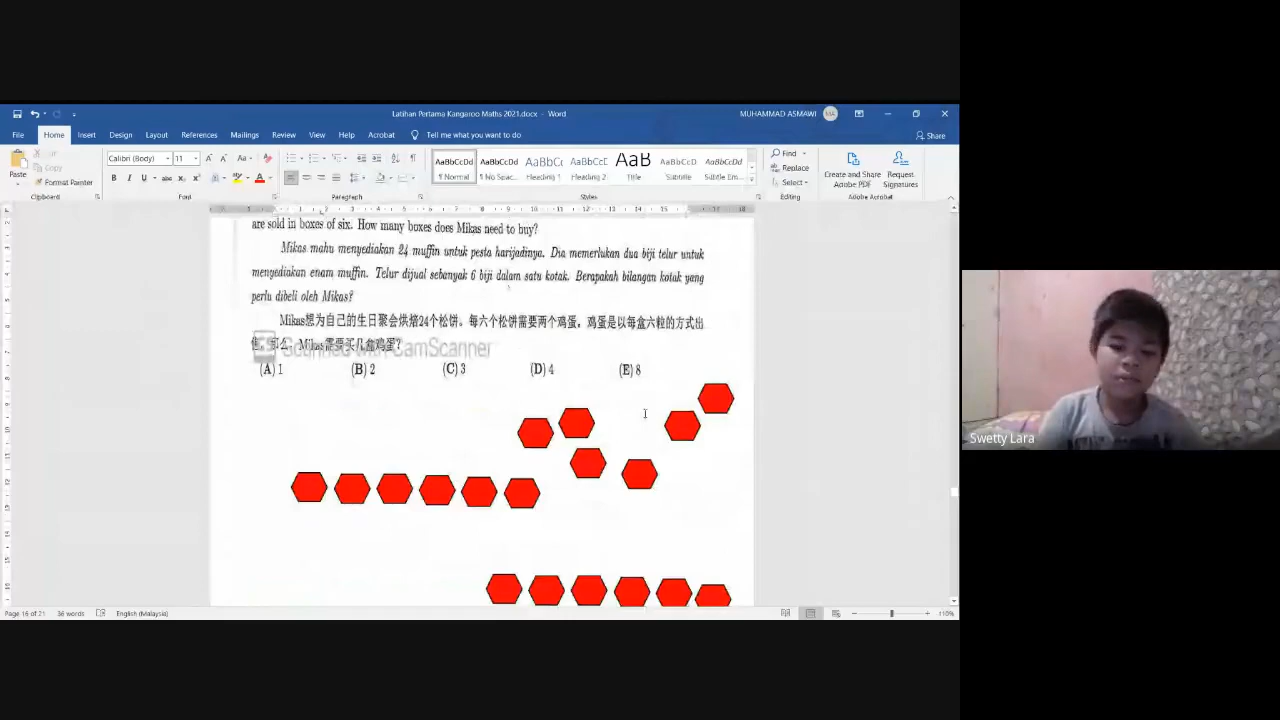 Latihan Pertama Kangaroo Maths 2021.docx - Word
MUHAMMAD ASMAWI
MA
File Home Insert Design Layout References Mailings Review View Help Acrobat Tell me what you want to do
Share
Paste
Cut
Copy
Format Painter
Clipboard
Calibri (Body) 11
Font
Paragraph
AaBbCcDd AaBbCcDd AaBbCc AaBbCcD AaB AaBbCcD AaBbCcDd
¶ Normal ¶ No Spac... Heading 1 Heading 2 Title Subtitle Subtle Em...
Styles
Find
Replace
Select
Editing
Create and Share Adobe PDF
Request Signatures
Adobe Acrobat
are sold in boxes of six. How many boxes does Mikas need to buy?
Mikas mahu menyediakan 24 muffin untuk pesta harijadinya. Dia memerlukan dua biji telur untuk
menyediakan enam muffin. Telur dijual sebanyak 6 biji dalam satu kotak. Berapakah bilangan kotak yang
perlu dibeli oleh Mikas?
Mikas想为自己的生日聚会烘焙24个松饼。每六个松饼需要两个鸡蛋，鸡蛋是以每盒六粒的方式出
Mikas需要买几盒鸡蛋?
Scanned with CamScanner
(A) 1 (B) 2 (C) 3 (D) 4 (E) 8
Page 16 of 21 36 words English (Malaysia)
110%
Swetty Lara